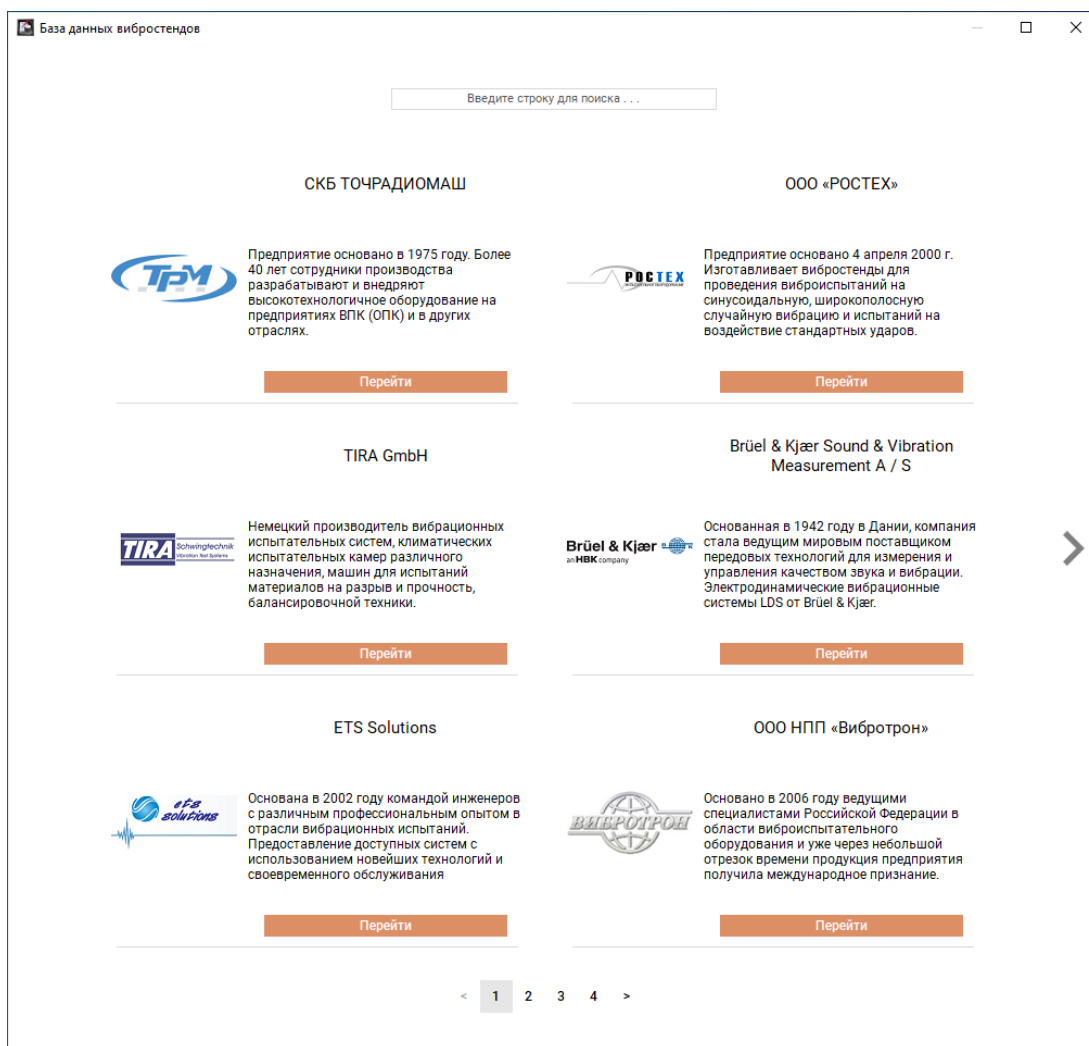 База данных вибростендов
Введите строку для поиска . . .
СКБ ТОЧРАДИОМАШ
ТРМ
Предприятие основано в 1975 году. Более
40 лет сотрудники производства
разрабатывают и внедряют
высокотехнологичное оборудование на
предприятиях ВПК (ОПК) и в других
отраслях.
Перейти
ООО «РОСТЕХ»
РОСТЕХ
Предприятие основано 4 апреля 2000 г.
Изготавливает вибростенды для
проведения виброиспытаний на
синусоидальную, широкополосную
случайную вибрацию и испытаний на
воздействие стандартных ударов.
Перейти
TIRA GmbH
TIRA Schwingtechnik
Vibration Test Systems
Немецкий производитель вибрационных
испытательных систем, климатических
испытательных камер различного
назначения, машин для испытаний
материалов на разрыв и прочность,
балансировочной техники.
Перейти
Brüel & Kjær Sound & Vibration
Measurement A / S
Brüel & Kjær
an HBK company
Основанная в 1942 году в Дании, компания
стала ведущим мировым поставщиком
передовых технологий для измерения и
управления качеством звука и вибрации.
Электродинамические вибрационные
системы LDS от Brüel & Kjær.
Перейти
ETS Solutions
ets
solutions
Основана в 2002 году командой инженеров
с различным профессиональным опытом в
отрасли вибрационных испытаний.
Предоставление доступных систем с
использованием новейших технологий и
своевременного обслуживания
Перейти
ООО НПП «Вибротрон»
ВИБРОТРОН
Основано в 2006 году ведущими
специалистами Российской Федерации в
области виброиспытательного
оборудования и уже через небольшой
отрезок времени продукция предприятия
получила международное признание.
Перейти
< 1 2 3 4 >